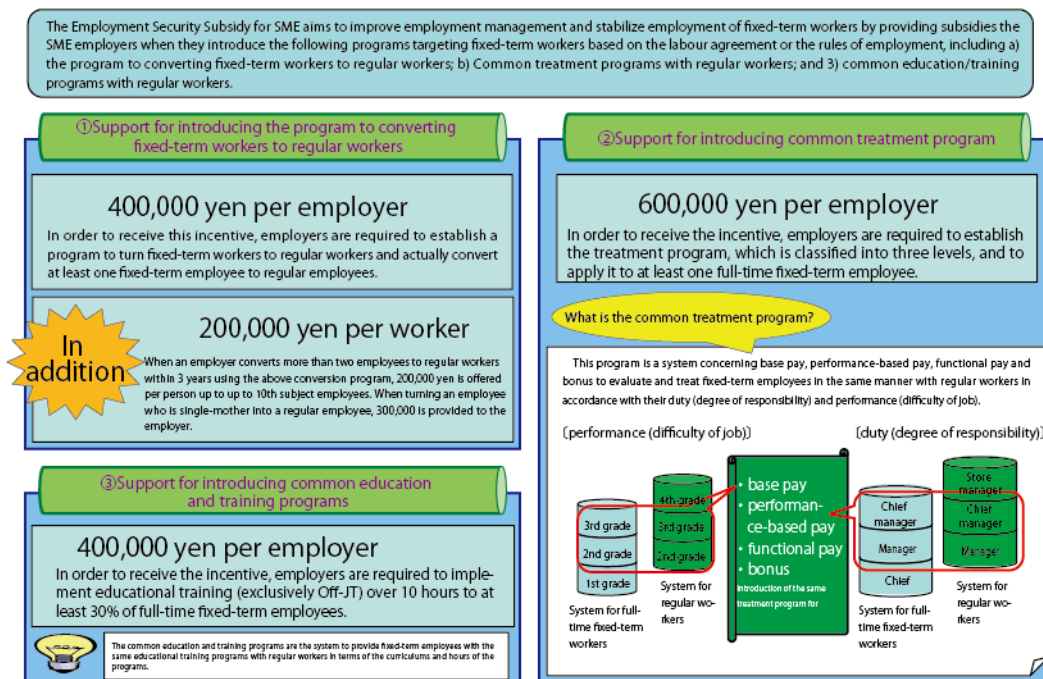 The Employment Security Subsidy for SME aims to improve employment management and stabilize employment of fixed-term workers by providing subsidies the
SME employers when they introduce the following programs targeting fixed-term workers based on the labour agreement or the rules of employment, including a)
the program to converting fixed-term workers to regular workers; b) Common treatment programs with regular workers; and 3) common education/training
programs with regular workers.
①Support for introducing the program to converting
fixed-term workers to regular workers
400,000 yen per employer
In order to receive this incentive, employers are required to establish a
program to turn fixed-term workers to regular workers and actually convert
at least one fixed-term employee to regular employees.
In
addition
200,000 yen per worker
When an employer converts more than two employees to regular workers
within 3 years using the above conversion program, 200,000 yen is offered
per person up to up to 10th subject employees. When turning an employee
who is single-mother into a regular employee, 300,000 is provided to the
employer.
③Support for introducing common education
and training programs
400,000 yen per employer
In order to receive the incentive, employers are required to imple-
ment educational training (exclusively Off-JT) over 10 hours to at
least 30% of full-time fixed-term employees.
The common education and training programs are the system to provide fixed-term employees with the
same educational training programs with regular workers in terms of the curriculums and hours of the
programs.
②Support for introducing common treatment program
600,000 yen per employer
In order to receive the incentive, employers are required to establish
the treatment program, which is classified into three levels, and to
apply it to at least one full-time fixed-term employee.
What is the common treatment program?
This program is a system concerning base pay, performance-based pay, functional pay and
bonus to evaluate and treat fixed-term employees in the same manner with regular workers in
accordance with their duty (degree of responsibility) and performance (difficulty of job).
〔performance (difficulty of job)〕
3rd grade
2nd grade
1st grade
System for full-
time fixed-term
workers
4th grade
3rd grade
2nd grade
System for
regular wo-
rkers
• base pay
• performan-
ce-based pay
• functional pay
• bonus
Introduction of the same
treatment program for
〔duty (degree of responsibility)〕
Chief
manager
Manager
Chief
System for full-
time fixed-term
workers
Store
manager
Chief
manager
Manager
System for
regular wo-
rkers